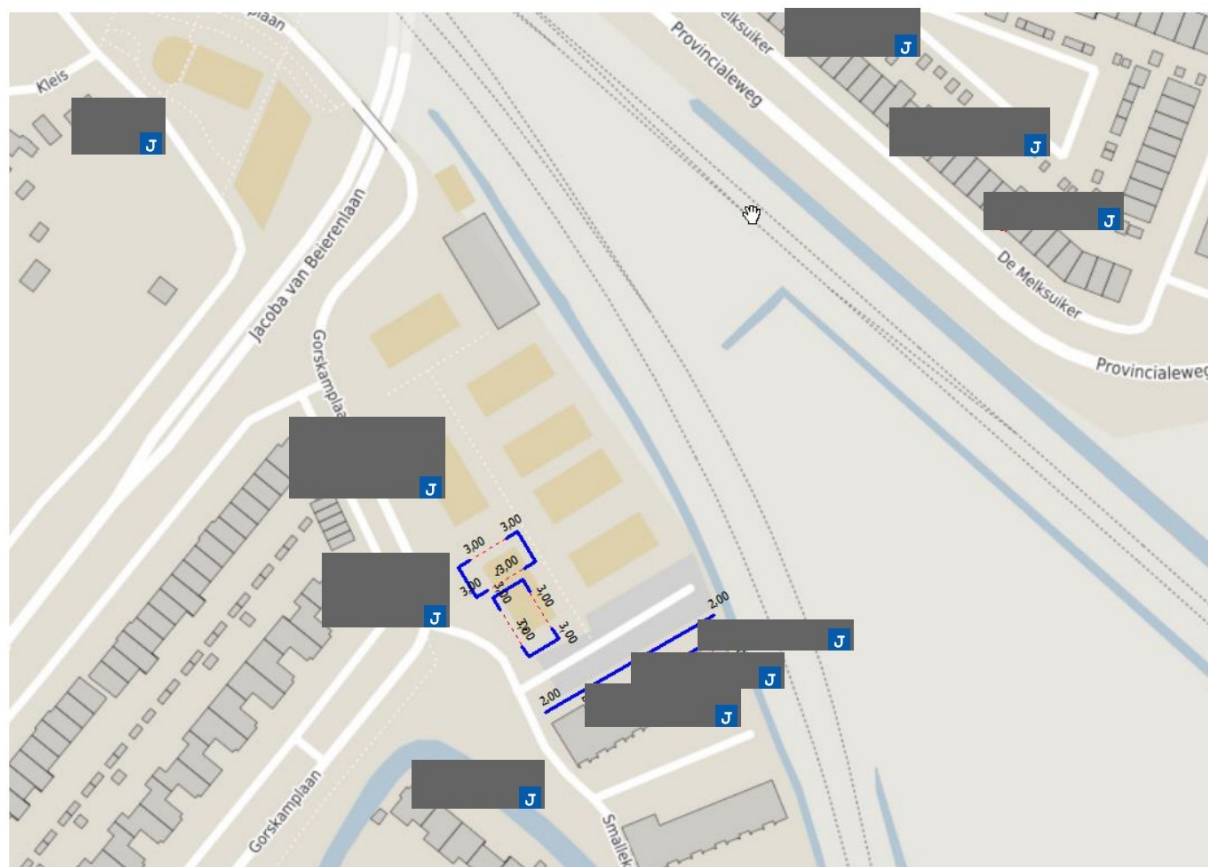 plaan
Melksuiker
J
Provincialeweg
Kleis
J
J
J
Jacoba van Beierenlaan
De Melksuiker
Gorskamplaan
Provincialeweg
J
3,00
3,00
3,00
3,00
3,00
3,00
J
3,00
3,00
2,00
J
J
2,00
J
J
Gorskamplaan
Smallek